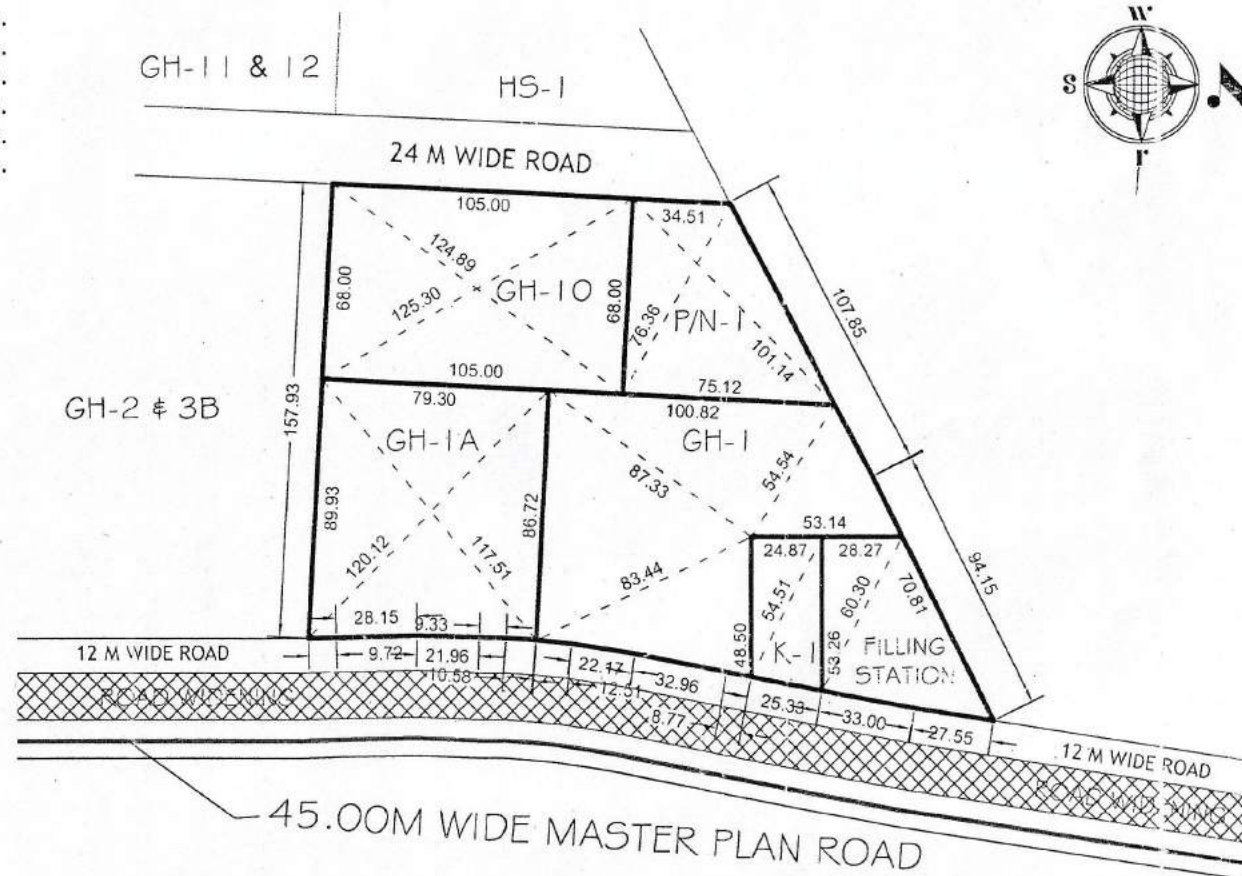 W
S
r
GH-11 & 12
HS-1
24 M WIDE ROAD
105.00
34.51
124.89
68.00
125.30
GH-10
68.00
76.36
P/N-1
101.14
107.85
105.00
75.12
GH-2 & 3B
157.93
79.30
100.82
GH-1A
GH-1
87.33
54.54
89.93
86.72
53.14
24.87
28.27
94.15
120.12
117.51
83.44
54.51
60.30
70.81
28.15
9.33
48.50
K-1
53.26
FILLING
STATION
12 M WIDE ROAD
9.72
21.96
22.17
32.96
10.58
12.51
ROAD WIDENING
8.77
25.33
33.00
27.55
12 M WIDE ROAD
ROAD WIDENING
45.00M WIDE MASTER PLAN ROAD